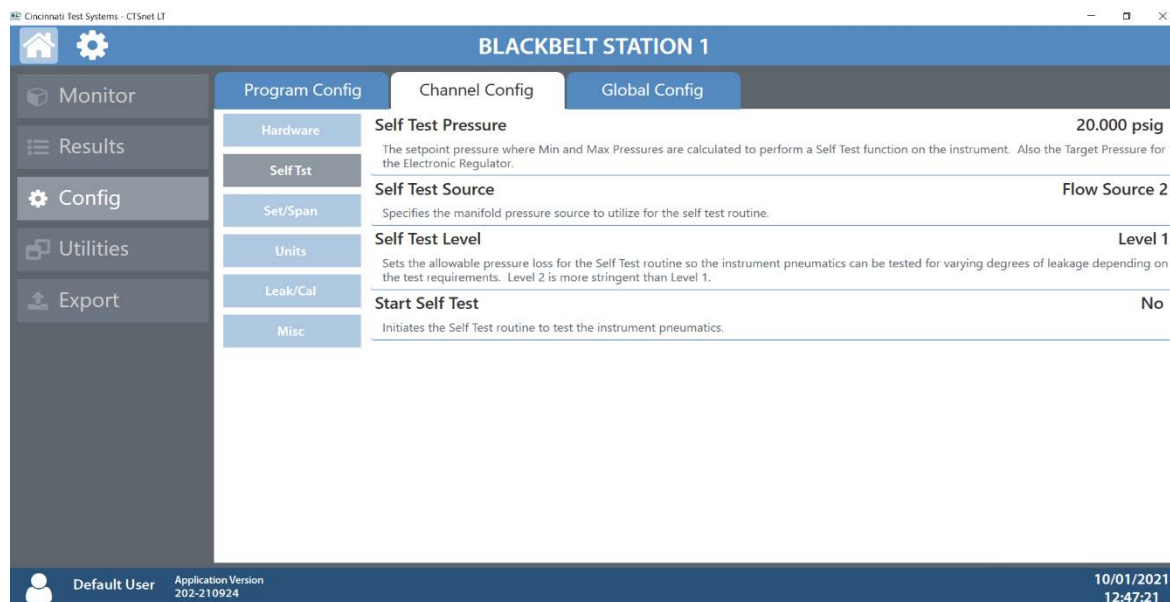 Cincinnati Test Systems - CTSnet LT
BLACKBELT STATION 1
Monitor
Results
Config
Utilities
Export
Program Config
Channel Config
Global Config
Hardware
Self Tst
Set/Span
Units
Leak/Cal
Misc
Self Test Pressure 20.000 psig
The setpoint pressure where Min and Max Pressures are calculated to perform a Self Test function on the instrument. Also the Target Pressure for
the Electronic Regulator.
Self Test Source Flow Source 2
Specifies the manifold pressure source to utilize for the self test routine.
Self Test Level Level 1
Sets the allowable pressure loss for the Self Test routine so the instrument pneumatics can be tested for varying degrees of leakage depending on
the test requirements. Level 2 is more stringent than Level 1.
Start Self Test No
Initiates the Self Test routine to test the instrument pneumatics.
Default User
Application Version
202-210924
10/01/2021
12:47:21